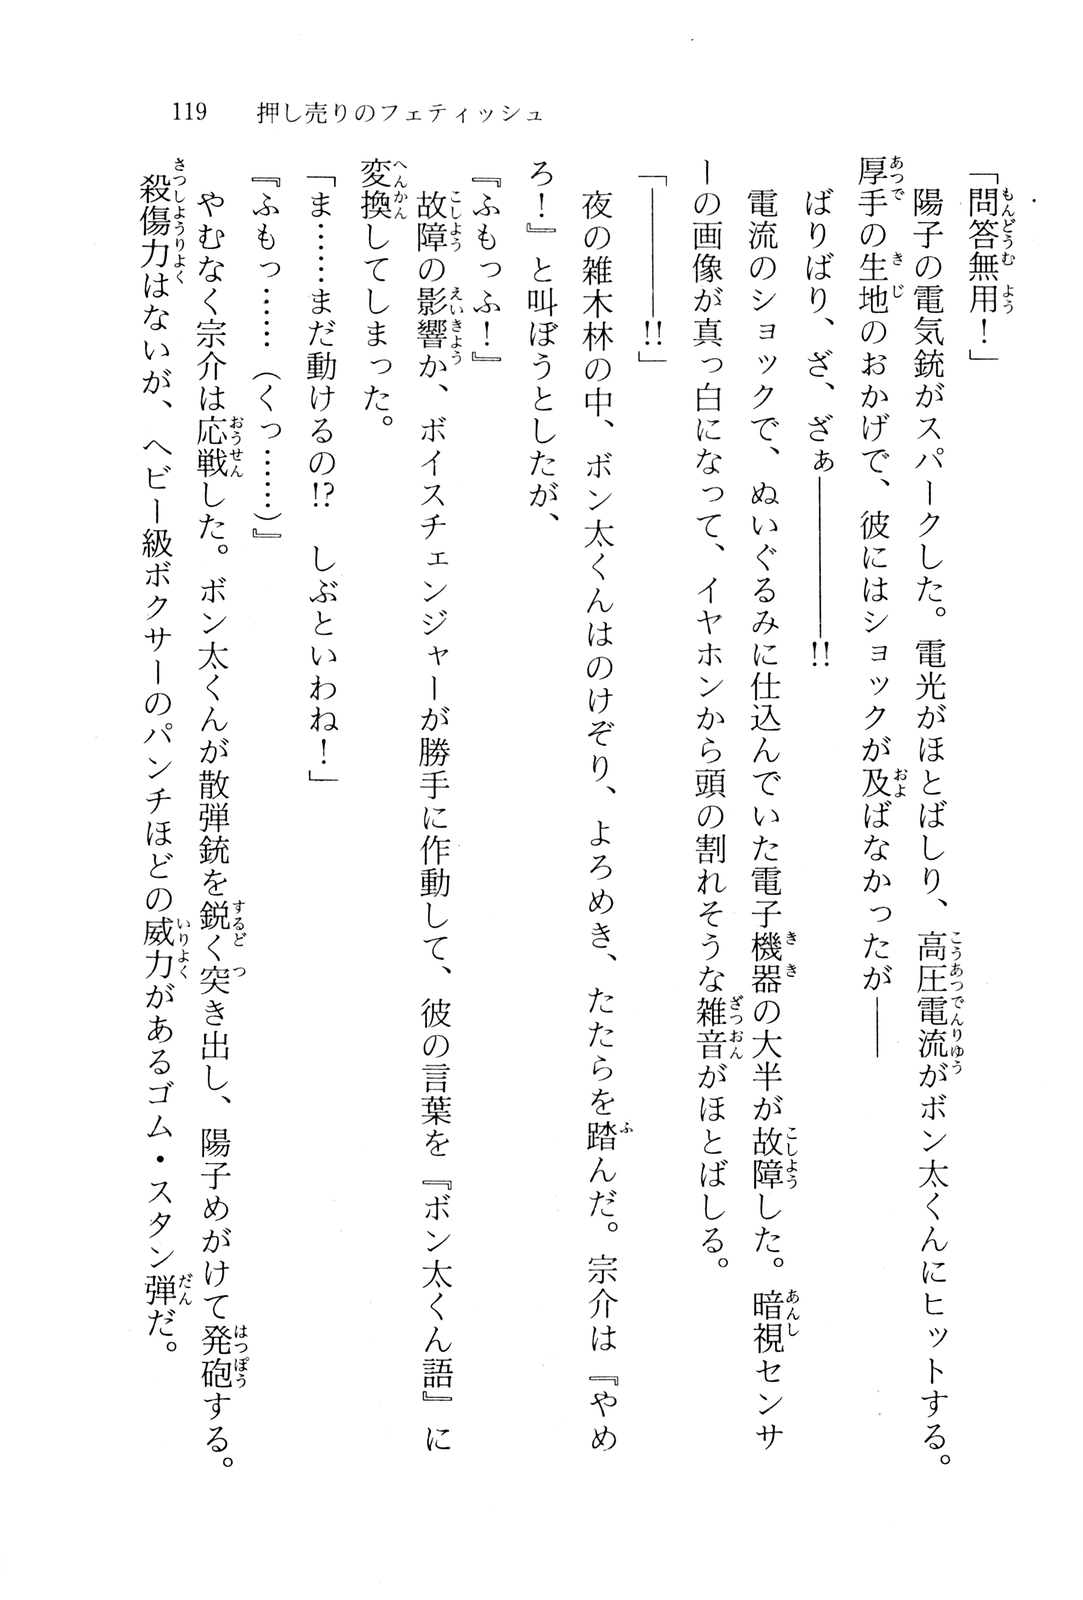 119　押し売りのフェティッシュ
「問答無用！」
　陽子の電気銃がスパークした。電光がほとばしり、高圧電流がボン太くんにヒットする。
厚手の生地のおかげで、彼にはショックが及ばなかったが――
　ばりばり、ざ、ざぁ――――――!!
　電流のショックで、ぬいぐるみに仕込んでいた電子機器の大半が故障した。暗視センサ
ーの画像が真っ白になって、イヤホンから頭の割れそうな雑音がほとばしる。
「――――!!」
　夜の雑木林の中、ボン太くんはのけぞり、よろめき、たたらを踏んだ。宗介は『やめ
ろ！』と叫ぼうとしたが、
『ふもっふ！』
　故障の影響か、ボイスチェンジャーが勝手に作動して、彼の言葉を『ボン太くん語』に
変換してしまった。
「ま……まだ動けるの!?　しぶといわね！」
『ふもっ……（くっ……）』
　やむなく宗介は応戦した。ボン太くんが散弾銃を鋭く突き出し、陽子めがけて発砲する。
殺傷力はないが、ヘビー級ボクサーのパンチほどの威力があるゴム・スタン弾だ。